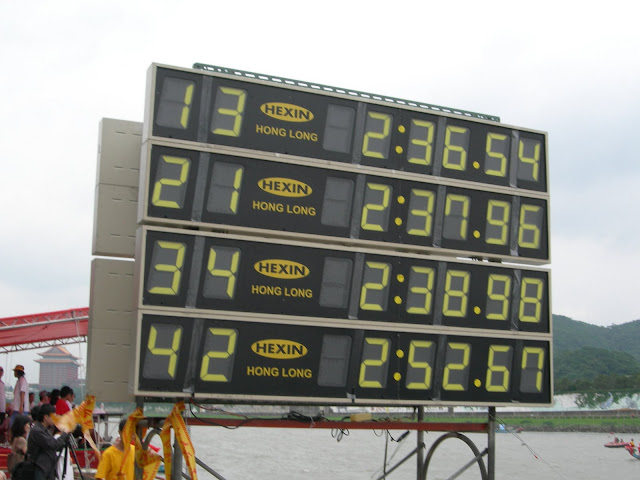 1 3 HEXIN HONG LONG 2:36.54
2 1 HEXIN HONG LONG 2:37.96
3 4 HEXIN HONG LONG 2:38.98
4 2 HEXIN HONG LONG 2:52.67